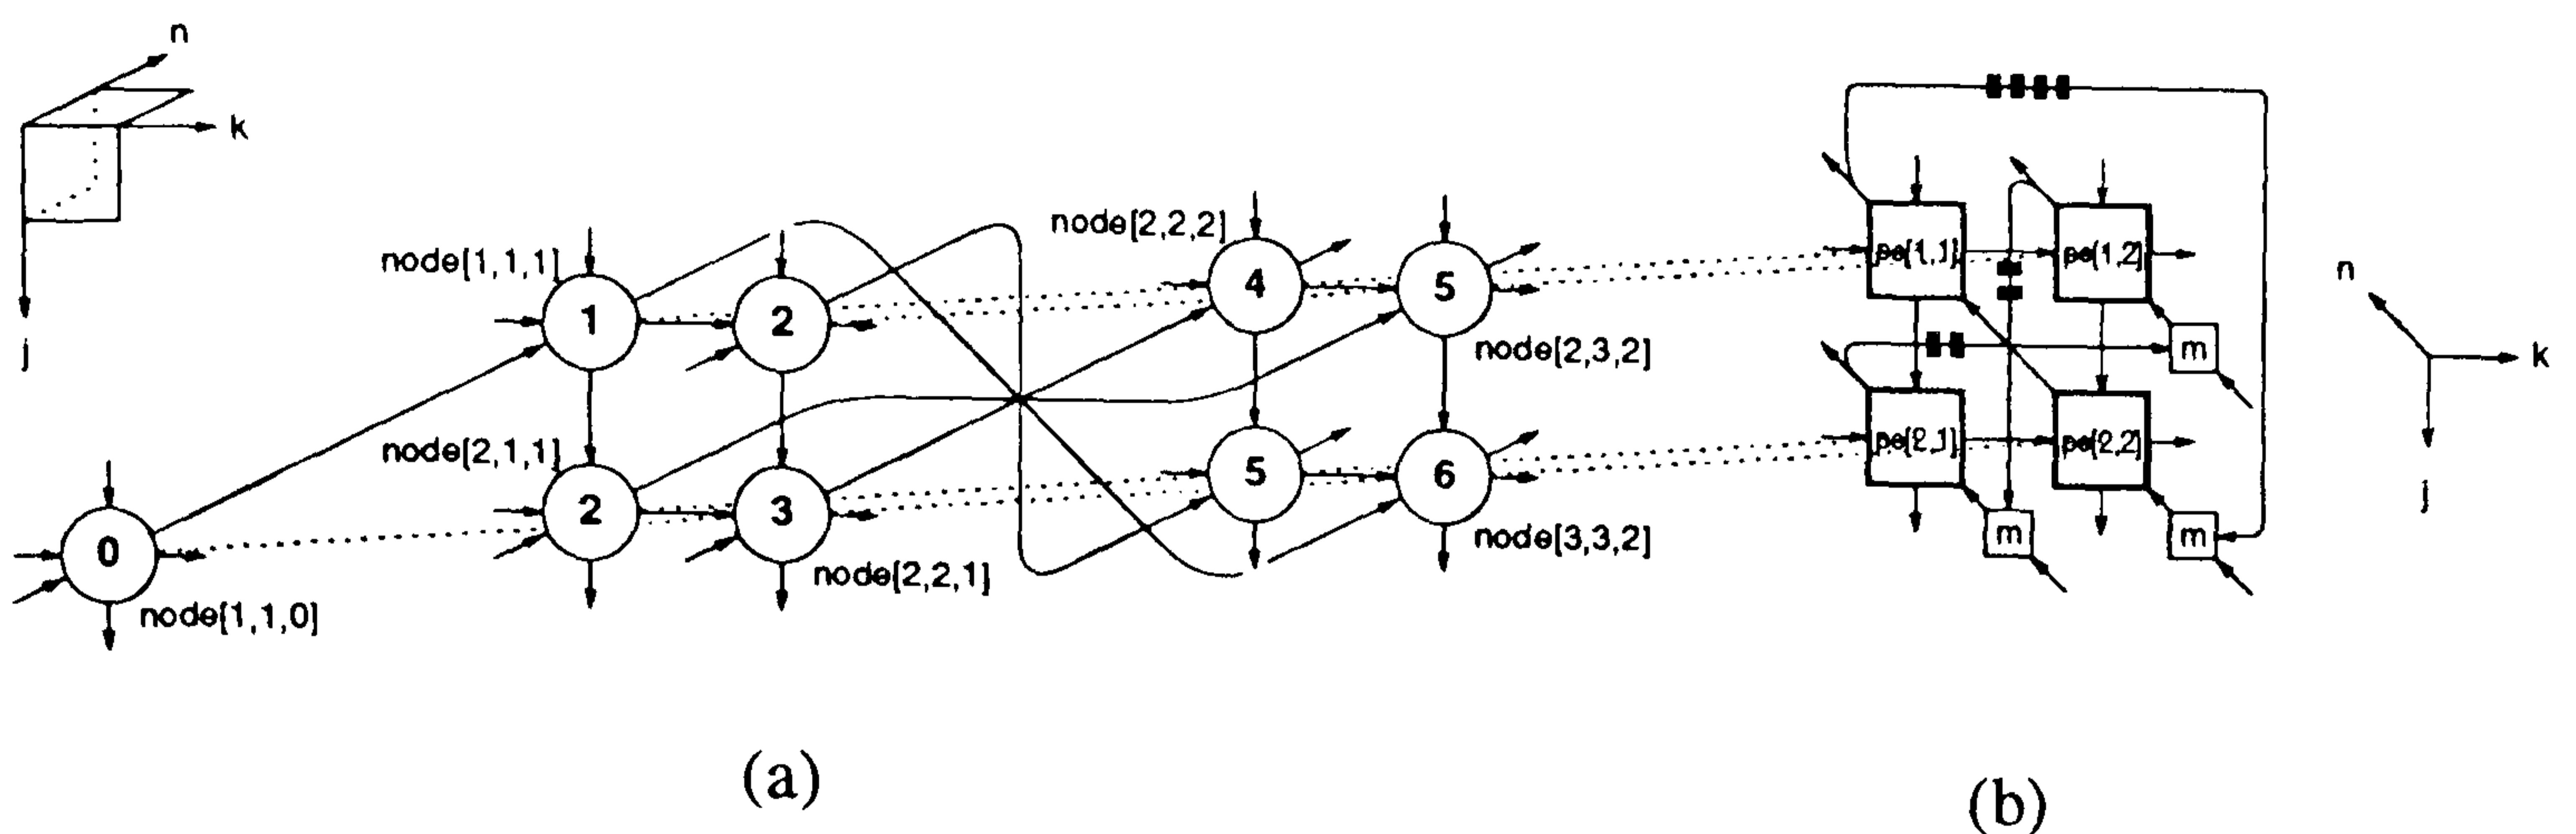 n
k
j
node[1,1,1]
1
2
node[2,1,1]
2
3
node[2,2,1]
0
node[1,1,0]
node[2,2,2]
4
5
node[2,3,2]
5
6
node[3,3,2]
pe[1,1]
pe[1,2]
m
pe[2,1]
pe[2,2]
m
m
n
k
j
(a)
(b)